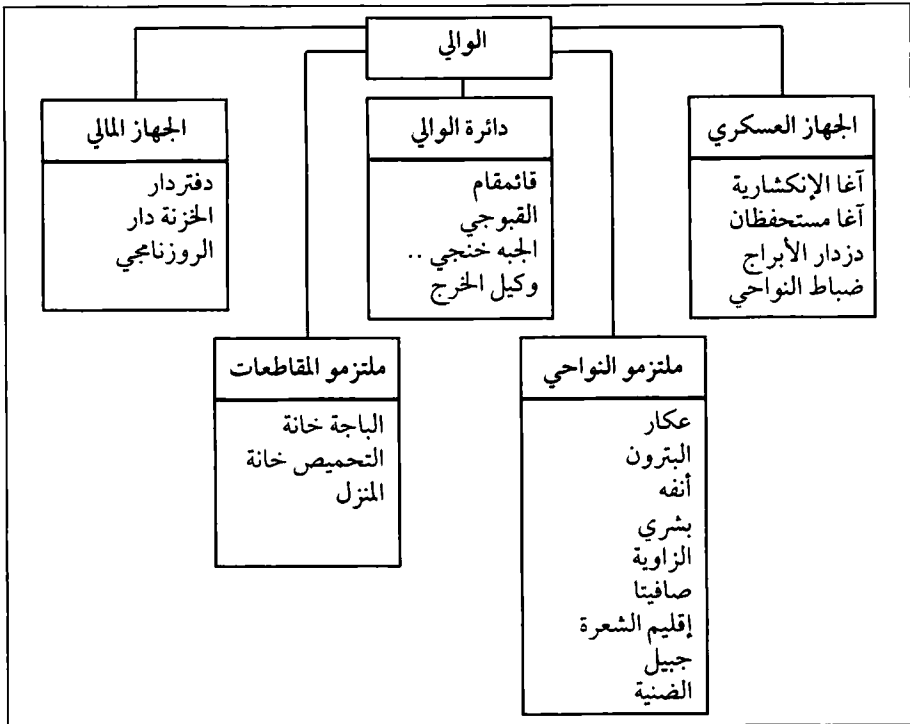 الوالي
الجهاز العسكري
آغا الإنكشارية
آغا مستحفظان
دزدار الأبراج
ضباط النواحي
دائرة الوالي
قائمقام
القبوجي
الجبه خنجي ..
وكيل الخرج
الجهاز المالي
دفتردار
الخزنة دار
الروزنامجي
ملتزمو النواحي
عكار
البترون
أنفه
بشري
الزاوية
صافيتا
إقليم الشعرة
جبيل
الضنية
ملتزمو المقاطعات
الباجة خانة
التحميص خانة
المنزل